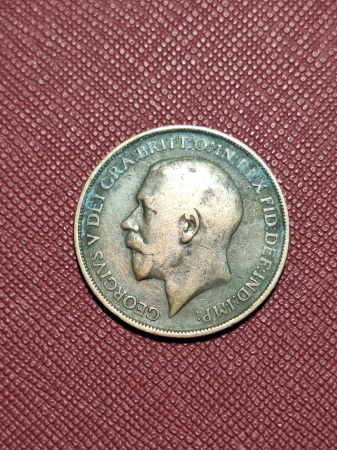 GEORGIVS V DEI GRA:BRITT:OMN:REX FID:DEF:IND:IMP: